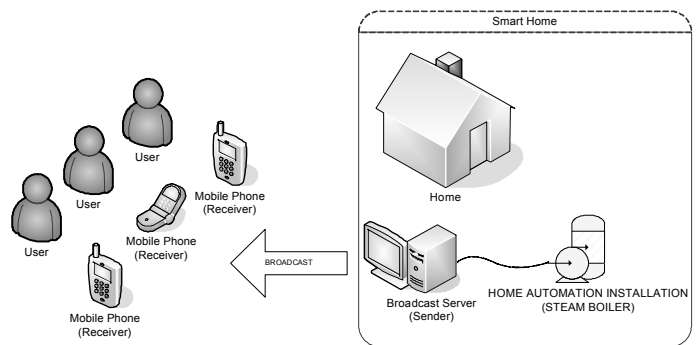 Smart Home
User
User
User
Mobile Phone
(Receiver)
Mobile Phone
(Receiver)
Mobile Phone
(Receiver)
BROADCAST
Home
Broadcast Server
(Sender)
HOME AUTOMATION INSTALLATION
(STEAM BOILER)